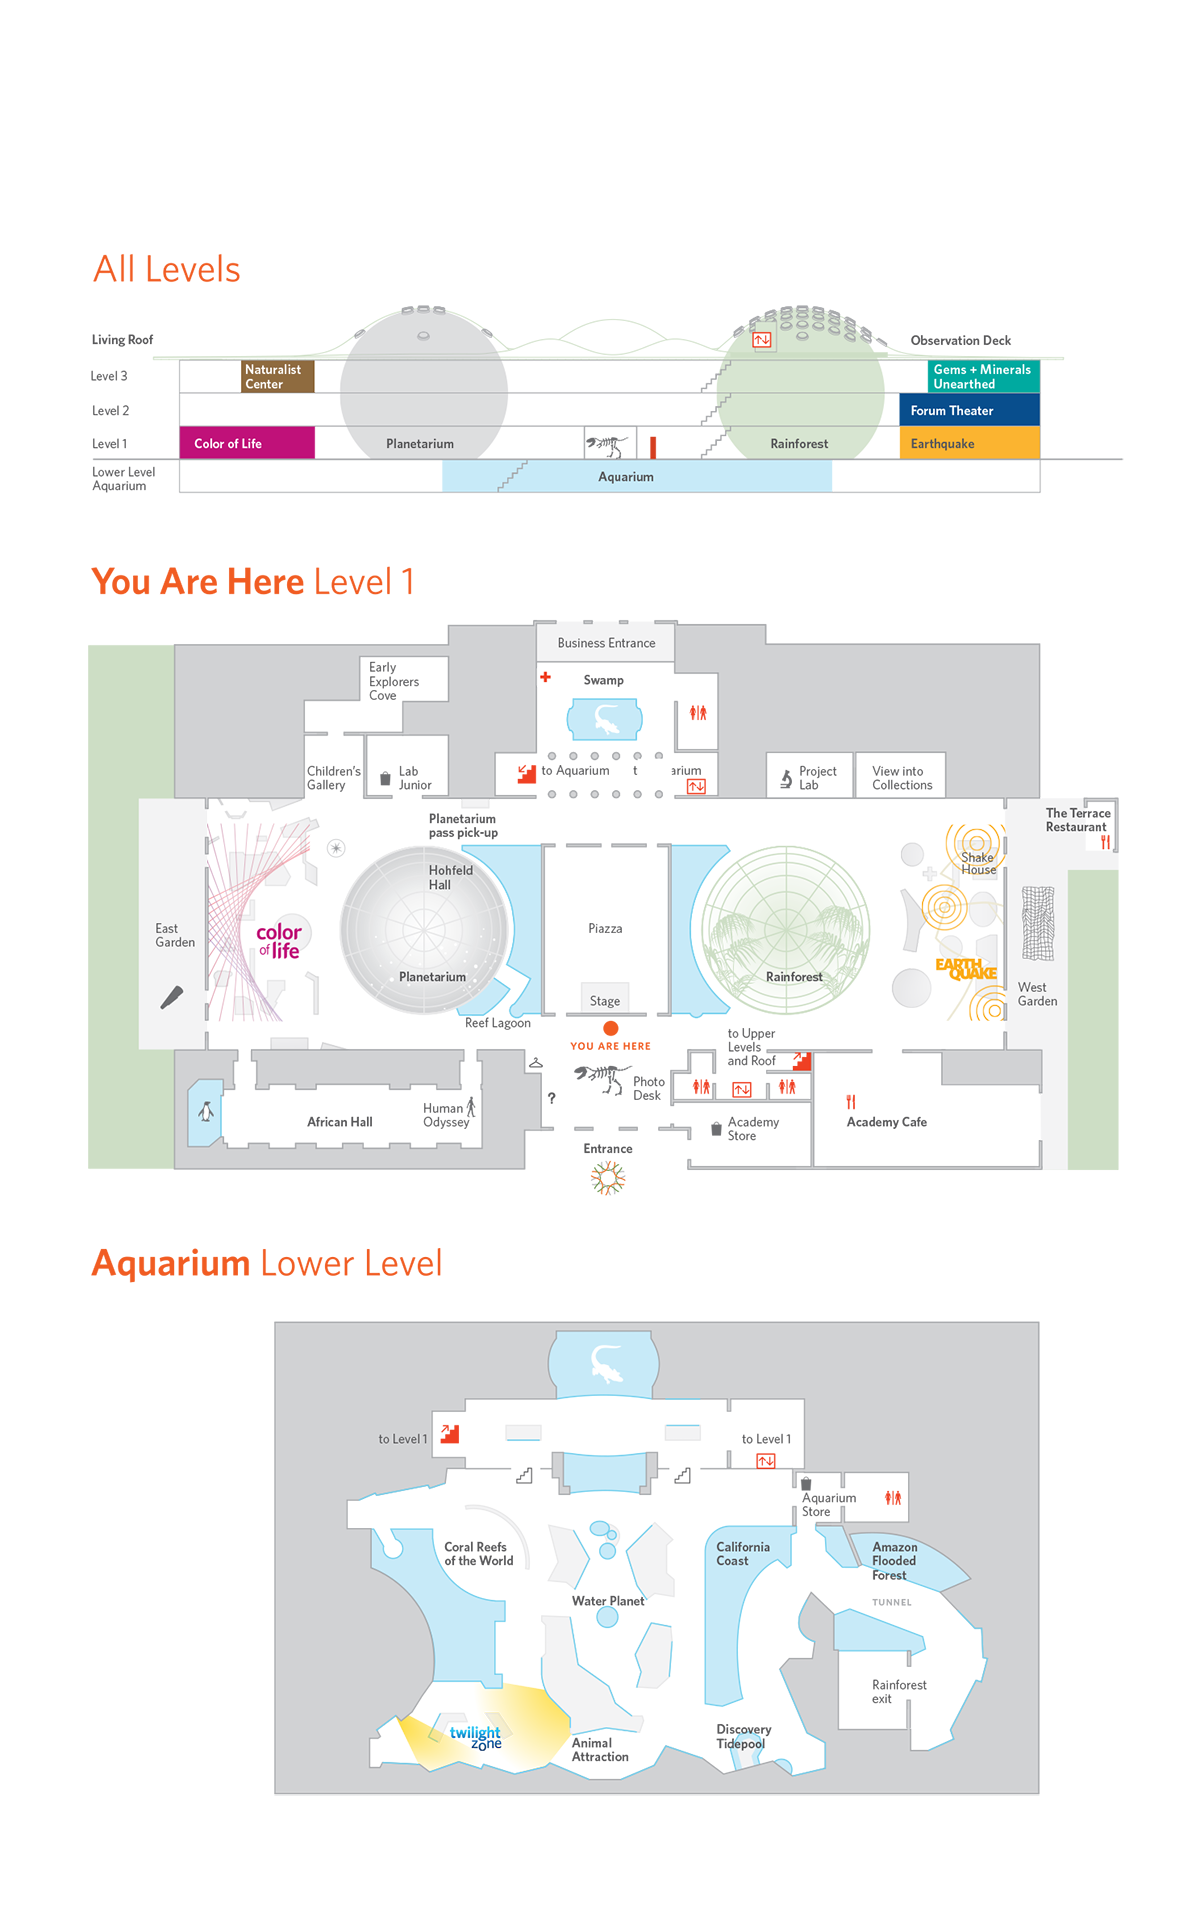 All Levels
Living Roof
Observation Deck
Level 3
Naturalist
Center
Gems + Minerals
Unearthed
Level 2
Forum Theater
Level 1
Color of Life
Planetarium
Rainforest
Earthquake
Lower Level
Aquarium
Aquarium
You Are Here Level 1
Business Entrance
Early
Explorers
Cove
Swamp
Children's
Gallery
Lab
Junior
to Aquarium
t
arium
Project
Lab
View into
Collections
Planetarium
pass pick-up
The Terrace
Restaurant
Hohfeld
Hall
Shake
House
East
Garden
color
of life
Piazza
EARTH
QUAKE
Planetarium
Rainforest
West
Garden
Stage
Reef Lagoon
YOU ARE HERE
to Upper
Levels
and Roof
Photo
Desk
?
African Hall
Human
Odyssey
Academy
Store
Academy Cafe
Entrance
Aquarium Lower Level
to Level 1
to Level 1
Aquarium
Store
Coral Reefs
of the World
California
Coast
Amazon
Flooded
Forest
Water Planet
TUNNEL
Rainforest
exit
twilight
zone
Animal
Attraction
Discovery
Tidepool